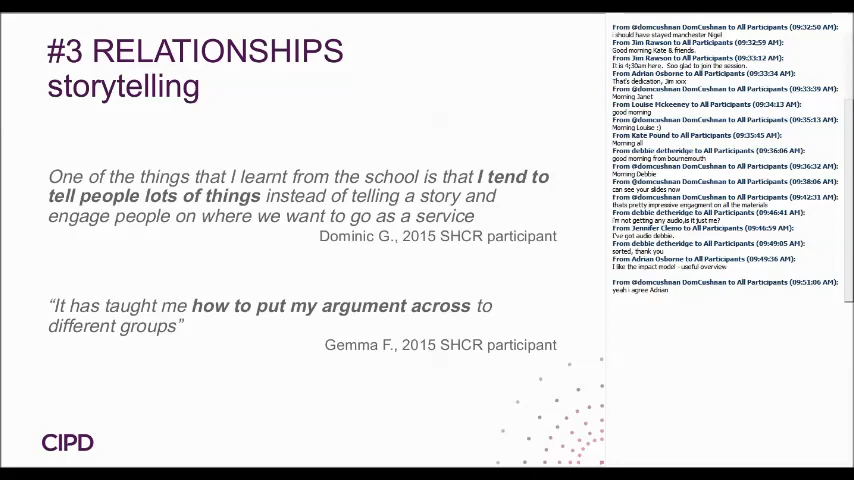 #3 RELATIONSHIPS
storytelling
One of the things that I learnt from the school is that I tend to
tell people lots of things instead of telling a story and
engage people on where we want to go as a service
Dominic G., 2015 SHCR participant
“It has taught me how to put my argument across to
different groups”
Gemma F., 2015 SHCR participant
CIPD
From @domcushnan DomCushnan to All Participants (09:32:50 AM):
i should have stayed manchester Nigel
From Jim Rawson to All Participants (09:32:59 AM):
Good morning Kate & friends.
From Jim Rawson to All Participants (09:33:12 AM):
It is 4:30am here. Soo glad to join the session.
From Adrian Osborne to All Participants (09:33:34 AM):
That's dedication, Jim xxx
From @domcushnan DomCushnan to All Participants (09:33:39 AM):
Morning Janet
From Louise Mckeeney to All Participants (09:34:13 AM):
good morning
From @domcushnan DomCushnan to All Participants (09:35:13 AM):
Morning Louise :)
From Kate Pound to All Participants (09:35:45 AM):
Morning all
From debbie detheridge to All Participants (09:36:06 AM):
good morning from bournemouth
From @domcushnan DomCushnan to All Participants (09:36:32 AM):
Morning Debbie
From @domcushnan DomCushnan to All Participants (09:38:06 AM):
can see your slides now
From @domcushnan DomCushnan to All Participants (09:42:31 AM):
thats pretty impressive engagment on all the materials
From debbie detheridge to All Participants (09:46:41 AM):
i'm not getting any audio,is it just me?
From Jennifer Clemo to All Participants (09:46:59 AM):
I've got audio debbie.
From debbie detheridge to All Participants (09:49:05 AM):
sorted, thank you
From Adrian Osborne to All Participants (09:49:36 AM):
I like the impact model - useful overview
From @domcushnan DomCushnan to All Participants (09:51:06 AM):
yeah i agree Adrian